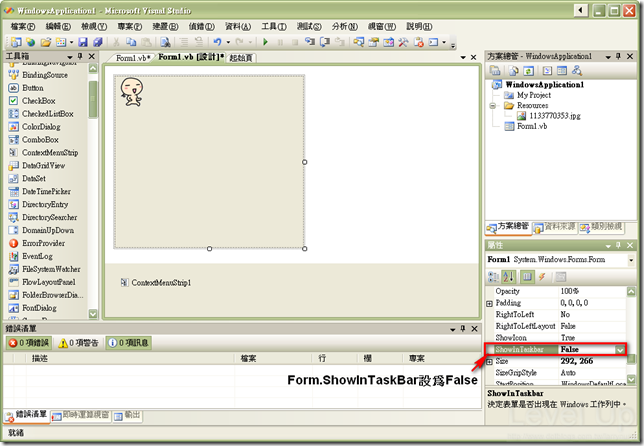 WindowsApplication1 - Microsoft Visual Studio
檔案(F) 編輯(E) 檢視(V) 專案(P) 建置(B) 偵錯(D) 資料(A) 工具(T) 測試(S) 分析(N) 視窗(W) 說明(H)
工具箱
BindingNavigator
BindingSource
Button
CheckBox
CheckedListBox
ColorDialog
ComboBox
ContextMenuStrip
DataGridView
DataSet
DateTimePicker
DirectoryEntry
DirectorySearcher
DomainUpDown
ErrorProvider
EventLog
FileSystemWatcher
FlowLayoutPanel
FolderBrowserDia...
FontDialog
Form1.vb* Form1.vb [設計]* 起始頁
ContextMenuStrip1
方案總管 - WindowsApplication1
WindowsApplication1
My Project
Resources
1133770353.jpg
Form1.vb
方案總管 資料來源 類別檢視
屬性
Form1 System.Windows.Forms.Form
Opacity 100%
Padding 0, 0, 0, 0
RightToLeft No
RightToLeftLayout False
ShowIcon True
ShowInTaskbar False
Size 292, 266
SizeGripStyle Auto
StartPosition WindowsDefaultLoca
ShowInTaskbar
決定表單是否出現在 Windows 工作列中。
錯誤清單
0 項錯誤 0 項警告 0 項訊息
描述 檔案 行 欄 專案
Form.ShowInTaskBar設為False
錯誤清單 即時運算視窗 輸出
就緒
Level Up